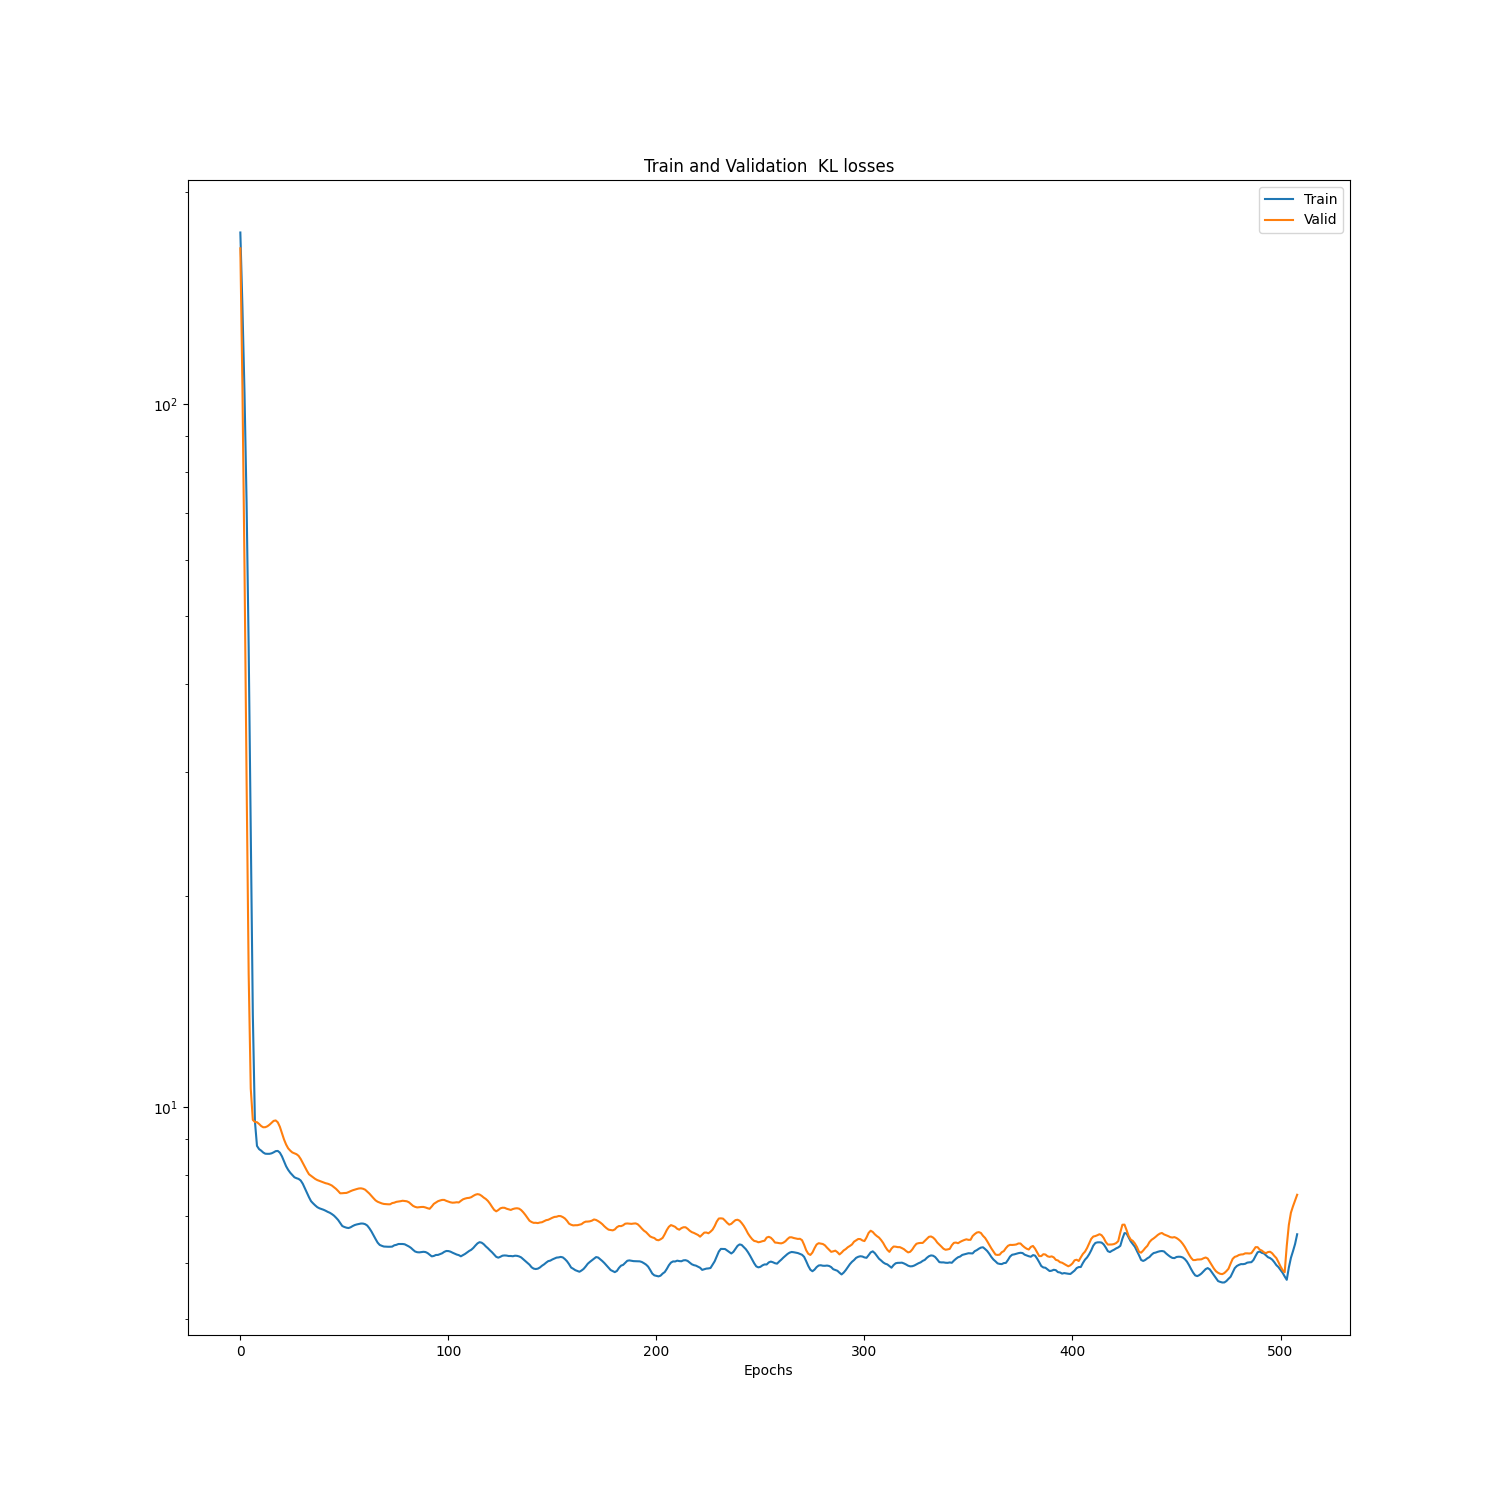 Train and Validation  KL losses
Train
Valid
10²
10¹
0 100 200 300 400 500
Epochs